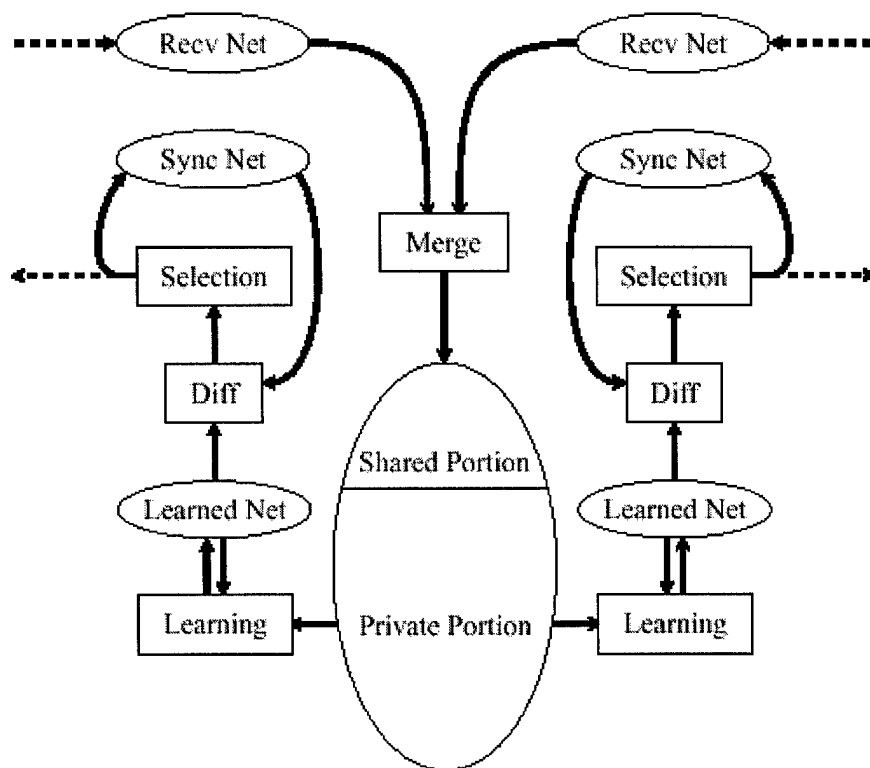 Recv Net
Recv Net
Sync Net
Sync Net
Merge
Selection
Selection
Diff
Diff
Shared Portion
Learned Net
Learned Net
Learning
Private Portion
Learning